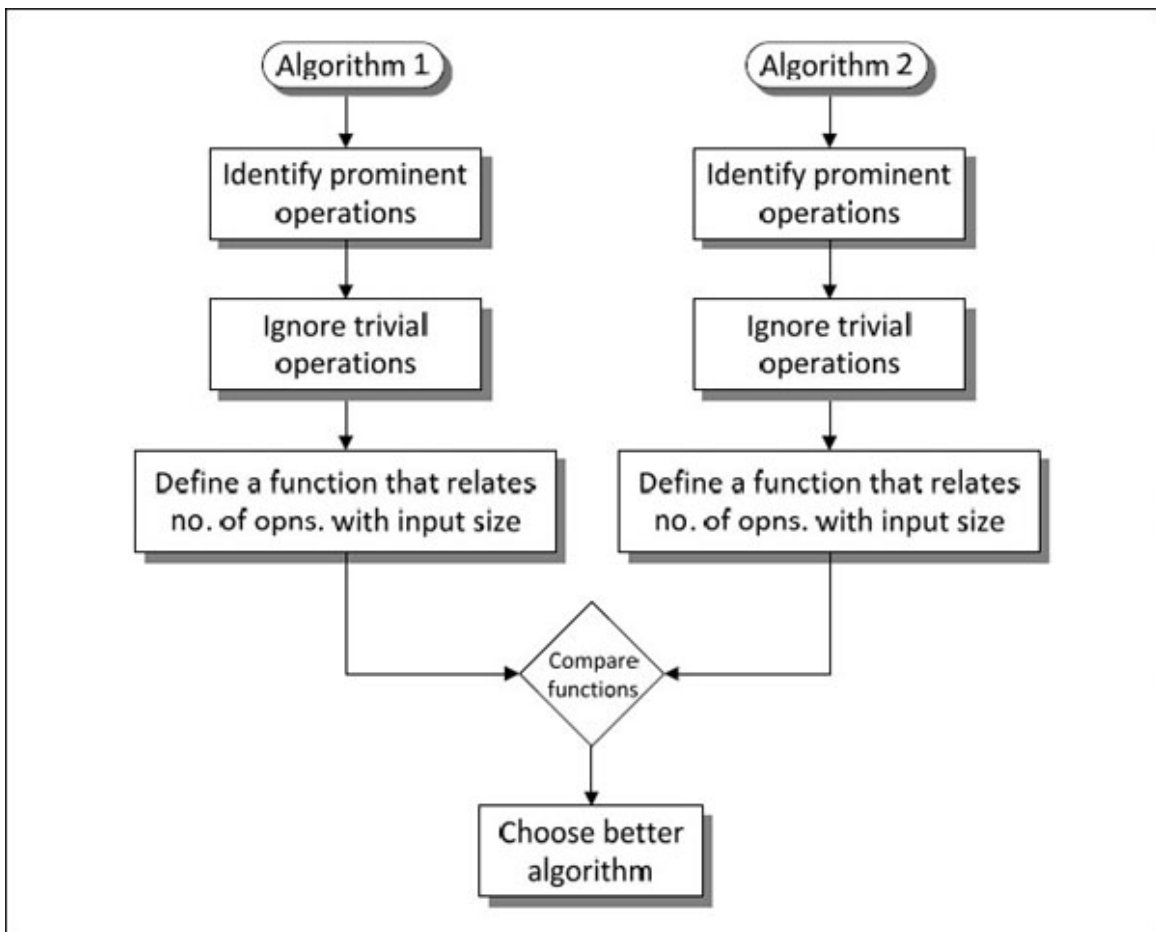 Algorithm 1
Identify prominent
operations
Ignore trivial
operations
Define a function that relates
no. of opns. with input size
Algorithm 2
Identify prominent
operations
Ignore trivial
operations
Define a function that relates
no. of opns. with input size
Compare
functions
Choose better
algorithm